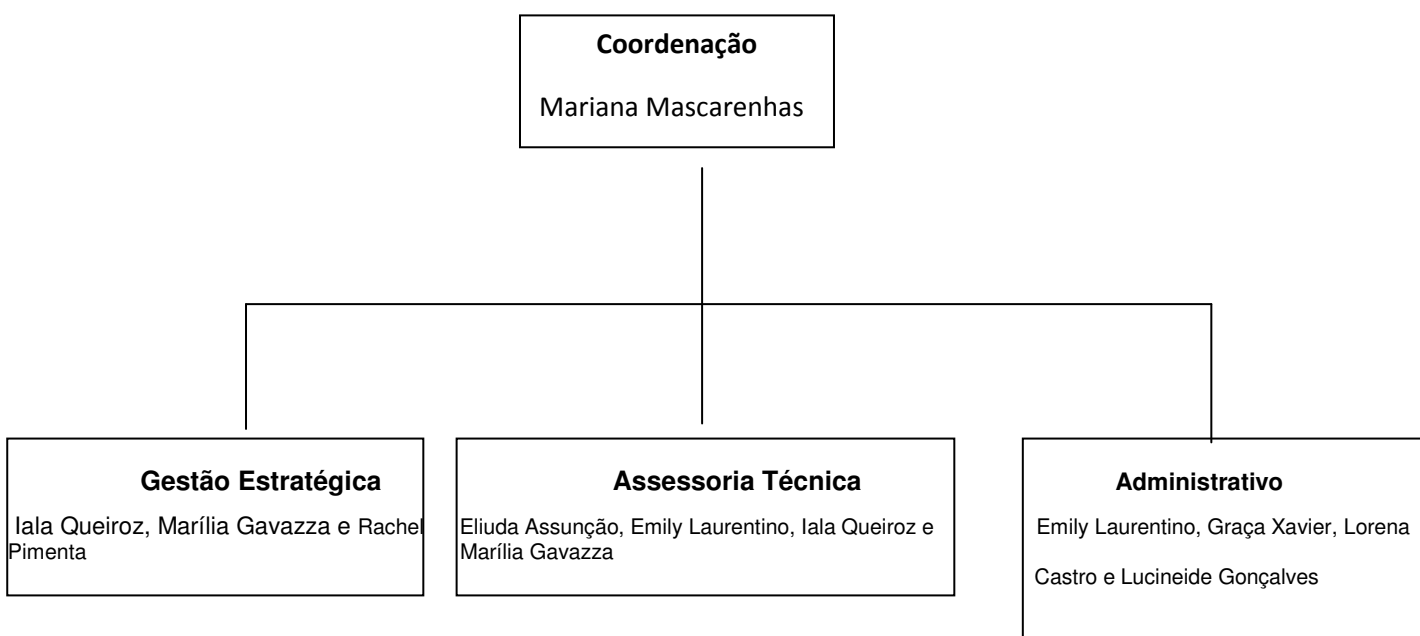 Coordenação
Mariana Mascarenhas
Gestão Estratégica
Iala Queiroz, Marília Gavazza e Rachel
Pimenta
Assessoria Técnica
Eliuda Assunção, Emily Laurentino, Iala Queiroz e
Marília Gavazza
Administrativo
Emily Laurentino, Graça Xavier, Lorena
Castro e Lucineide Gonçalves